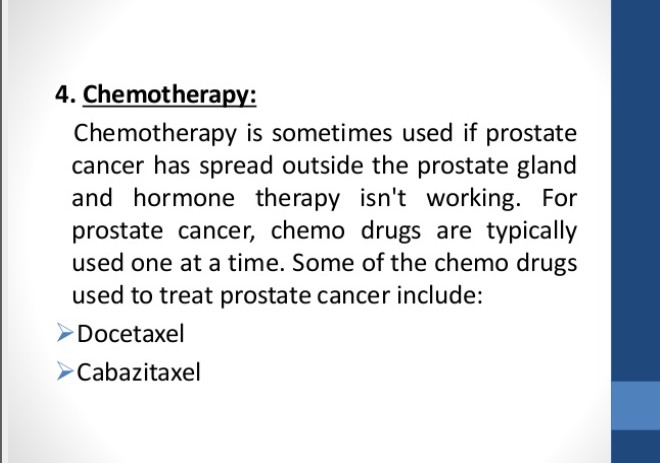 4. Chemotherapy:
Chemotherapy is sometimes used if prostate
cancer has spread outside the prostate gland
and hormone therapy isn't working. For
prostate cancer, chemo drugs are typically
used one at a time. Some of the chemo drugs
used to treat prostate cancer include:
➢Docetaxel
➢Cabazitaxel